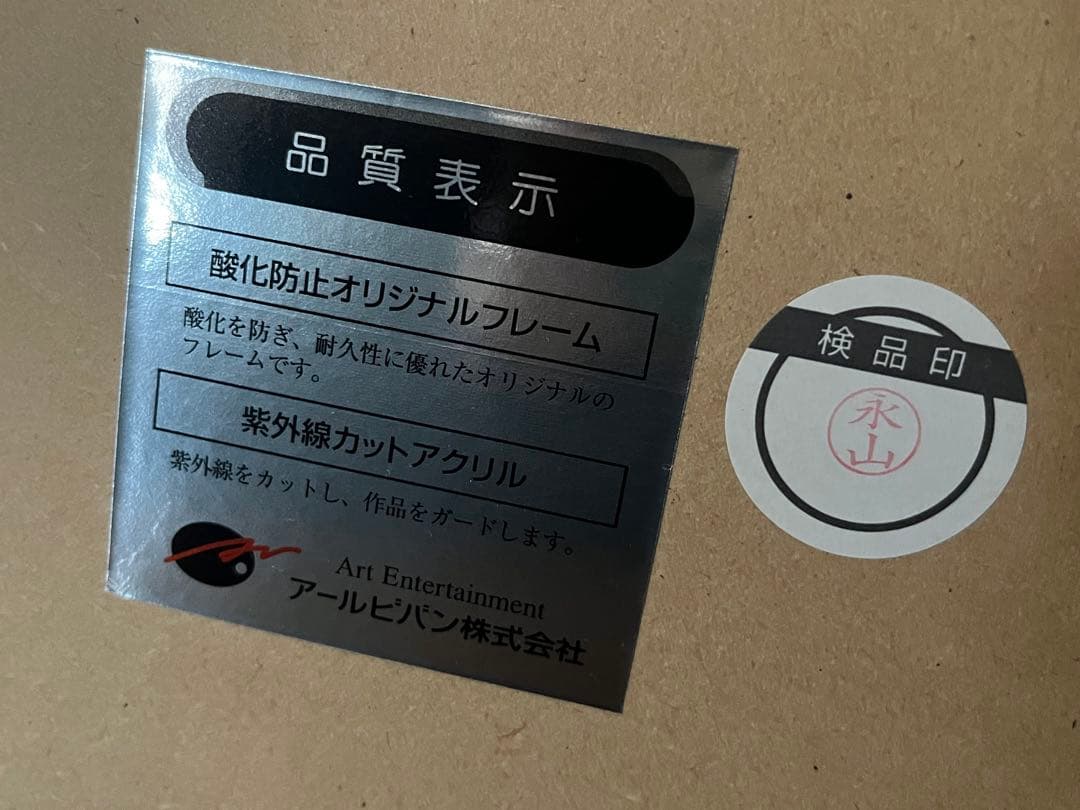 品質表示
酸化防止オリジナルフレーム
酸化を防ぎ、耐久性に優れたオリジナルの
フレームです。
紫外線カットアクリル
紫外線をカットし、作品をガードします。
Art Entertainment
アールビバン株式会社
検品印
永山